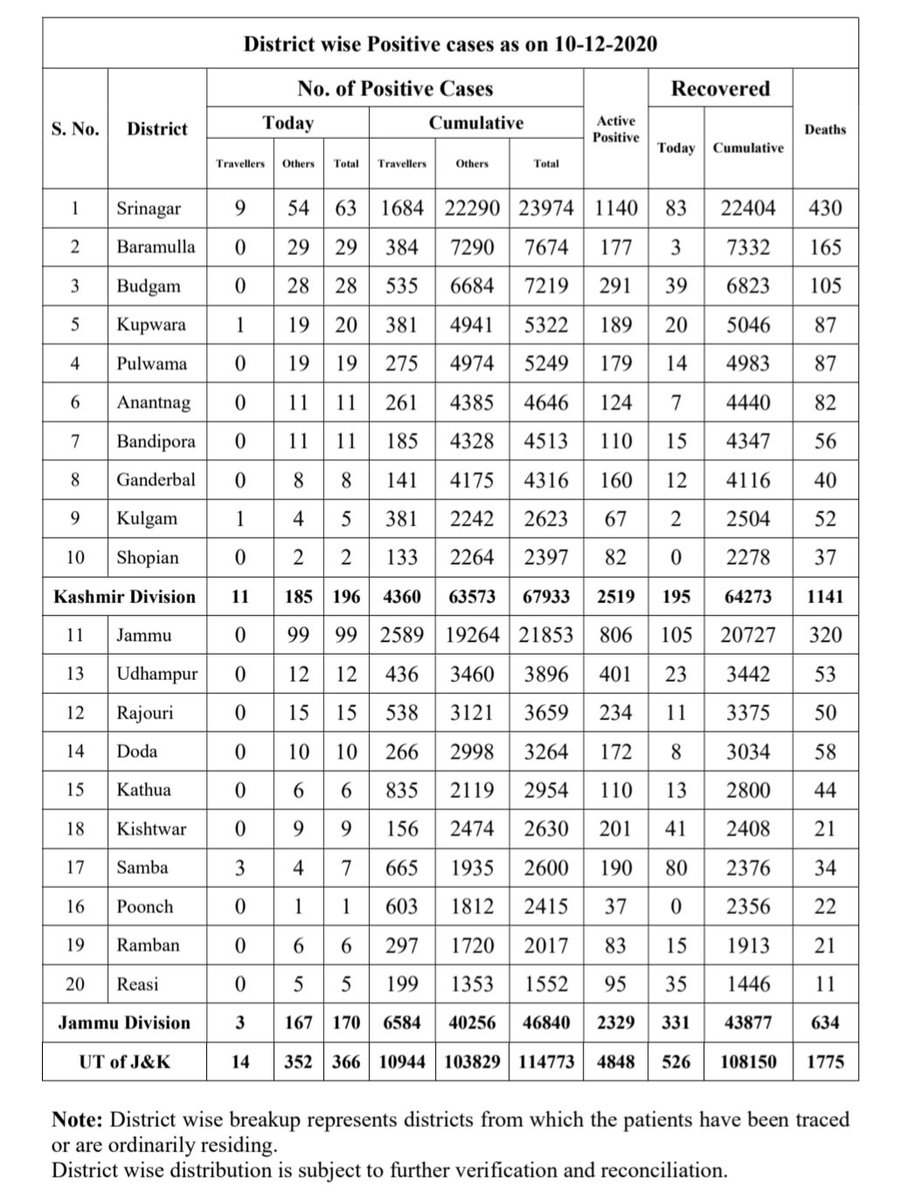 District wise Positive cases as on 10-12-2020
S. No. District No. of Positive Cases Active Positive Recovered Deaths
Today Cumulative Today Cumulative
Travellers Others Total Travellers Others Total
1 Srinagar 9 54 63 1684 22290 23974 1140 83 22404 430
2 Baramulla 0 29 29 384 7290 7674 177 3 7332 165
3 Budgam 0 28 28 535 6684 7219 291 39 6823 105
5 Kupwara 1 19 20 381 4941 5322 189 20 5046 87
4 Pulwama 0 19 19 275 4974 5249 179 14 4983 87
6 Anantnag 0 11 11 261 4385 4646 124 7 4440 82
7 Bandipora 0 11 11 185 4328 4513 110 15 4347 56
8 Ganderbal 0 8 8 141 4175 4316 160 12 4116 40
9 Kulgam 1 4 5 381 2242 2623 67 2 2504 52
10 Shopian 0 2 2 133 2264 2397 82 0 2278 37
Kashmir Division 11 185 196 4360 63573 67933 2519 195 64273 1141
11 Jammu 0 99 99 2589 19264 21853 806 105 20727 320
13 Udhampur 0 12 12 436 3460 3896 401 23 3442 53
12 Rajouri 0 15 15 538 3121 3659 234 11 3375 50
14 Doda 0 10 10 266 2998 3264 172 8 3034 58
15 Kathua 0 6 6 835 2119 2954 110 13 2800 44
18 Kishtwar 0 9 9 156 2474 2630 201 41 2408 21
17 Samba 3 4 7 665 1935 2600 190 80 2376 34
16 Poonch 0 1 1 603 1812 2415 37 0 2356 22
19 Ramban 0 6 6 297 1720 2017 83 15 1913 21
20 Reasi 0 5 5 199 1353 1552 95 35 1446 11
Jammu Division 3 167 170 6584 40256 46840 2329 331 43877 634
UT of J&K 14 352 366 10944 103829 114773 4848 526 108150 1775
Note: District wise breakup represents districts from which the patients have been traced
or are ordinarily residing.
District wise distribution is subject to further verification and reconciliation.